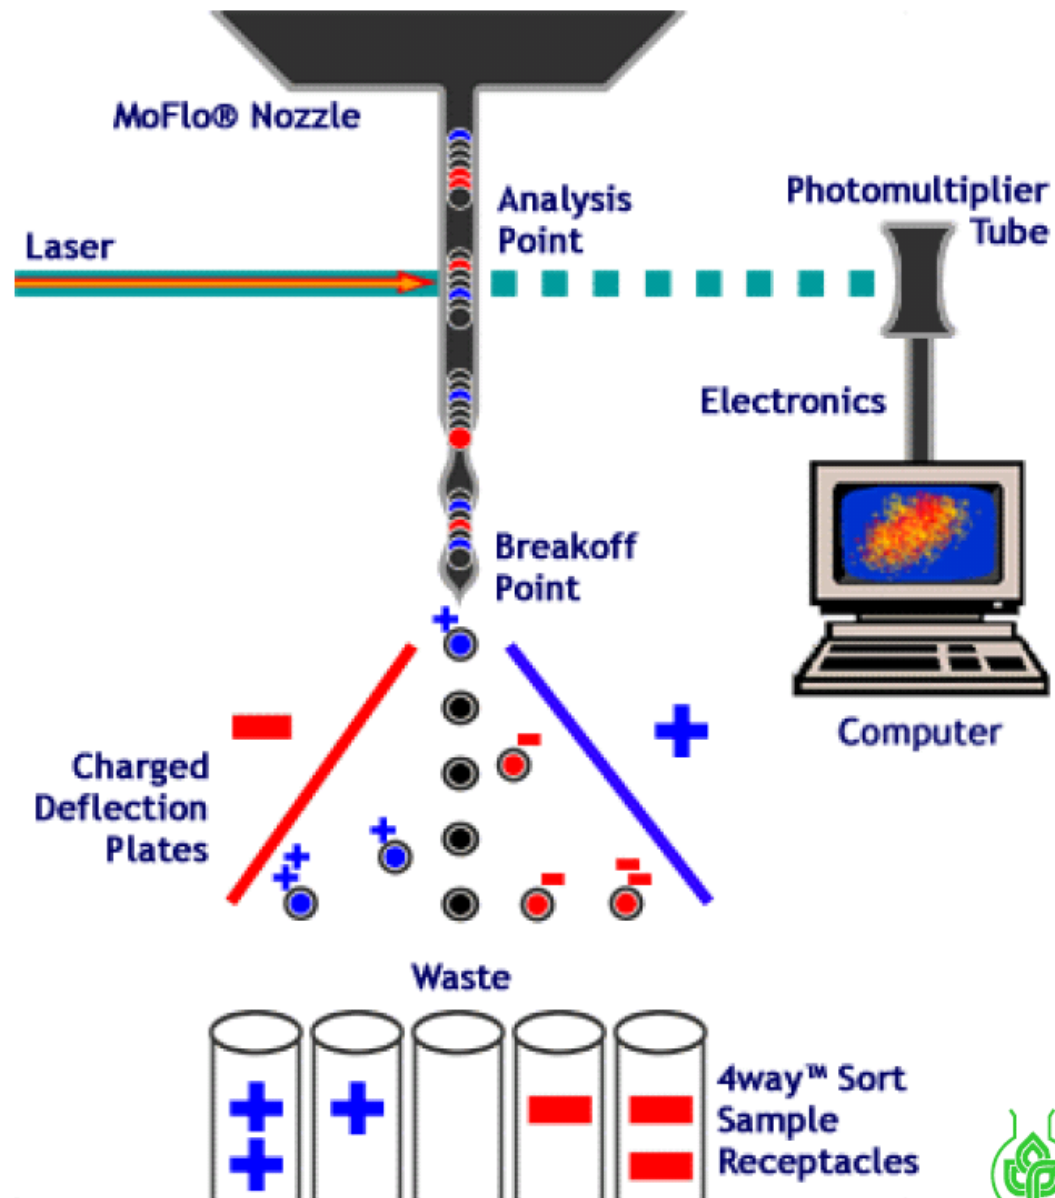 MoFlo® Nozzle
Analysis
Point
Photomultiplier
Tube
Laser
Electronics
Breakoff
Point
+
-
+
Computer
Charged
Deflection
Plates
-
+
+
+
-
-
-
Waste
+
+
+
-
-
-
4way™ Sort
Sample
Receptacles